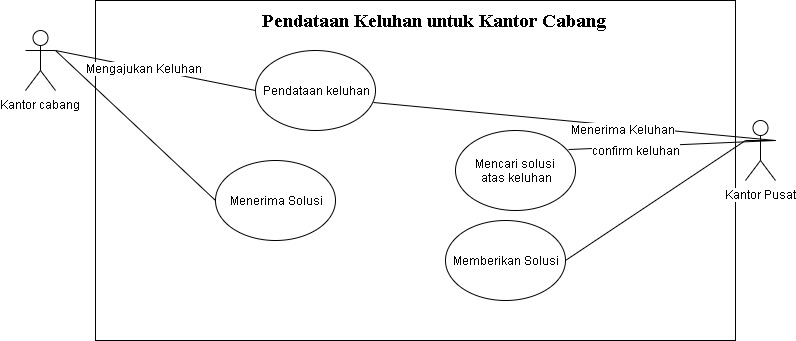 Pendataan Keluhan untuk Kantor Cabang
Mengajukan Keluhan
Pendataan keluhan
Kantor cabang
Menerima Keluhan
confirm keluhan
Mencari solusi
atas keluhan
Kantor Pusat
Menerima Solusi
Memberikan Solusi